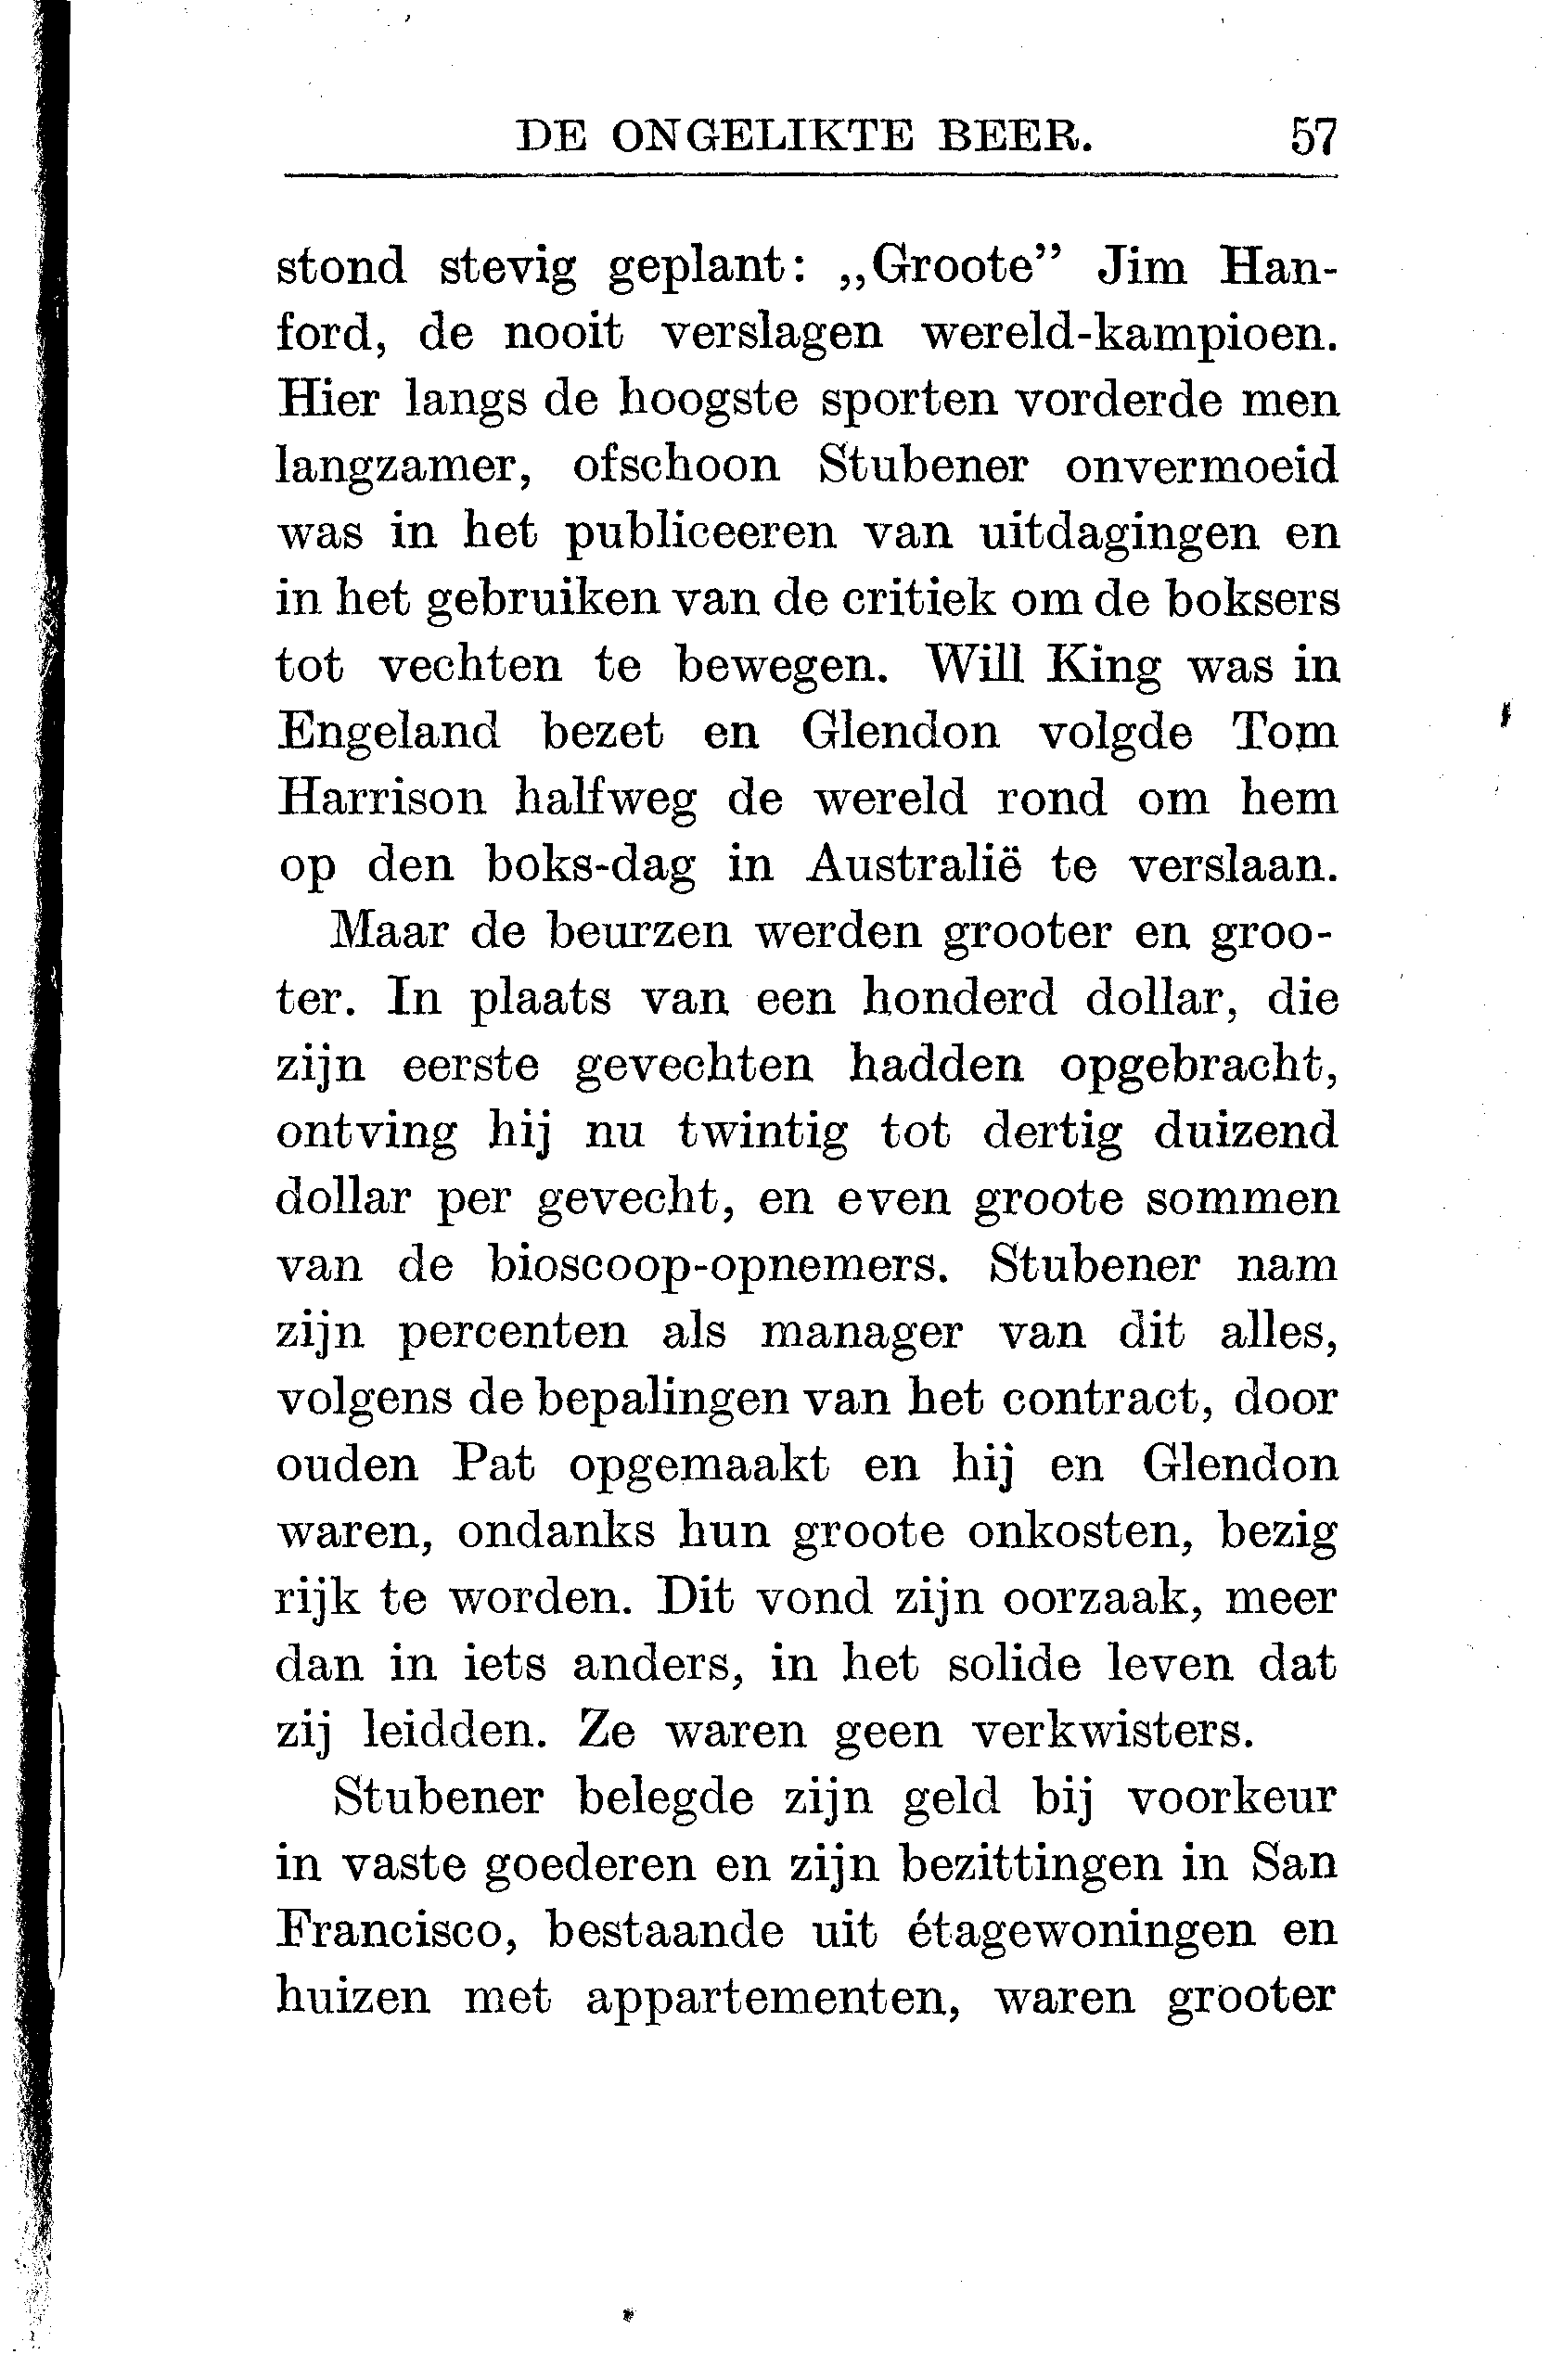 DE ONGELIKTE BEER. 57
stond stevig geplant: „Groote” Jim Han-
ford, de nooit verslagen wereld-kampioen.
Hier langs de hoogste sporten vorderde men
langzamer, ofschoon Stubener onvermoeid
was in het publiceeren van uitdagingen en
in het gebruiken van de critiek om de boksers
tot vechten te bewegen. Will King was in
Engeland bezet en Glendon volgde Tom
Harrison halfweg de wereld rond om hem
op den boks-dag in Australië te verslaan.
Maar de beurzen werden grooter en groo-
ter. In plaats van een honderd dollar, die
zijn eerste gevechten hadden opgebracht,
ontving hij nu twintig tot dertig duizend
dollar per gevecht, en even groote sommen
van de bioscoop-opnemers. Stubener nam
zijn percenten als manager van dit alles,
volgens de bepalingen van het contract, door
ouden Pat opgemaakt en hij en Glendon
waren, ondanks hun groote onkosten, bezig
rijk te worden. Dit vond zijn oorzaak, meer
dan in iets anders, in het solide leven dat
zij leidden. Ze waren geen verkwisters.
Stubener belegde zijn geld bij voorkeur
in vaste goederen en zijn bezittingen in San
Francisco, bestaande uit étagewoningen en
huizen met appartementen, waren grooter